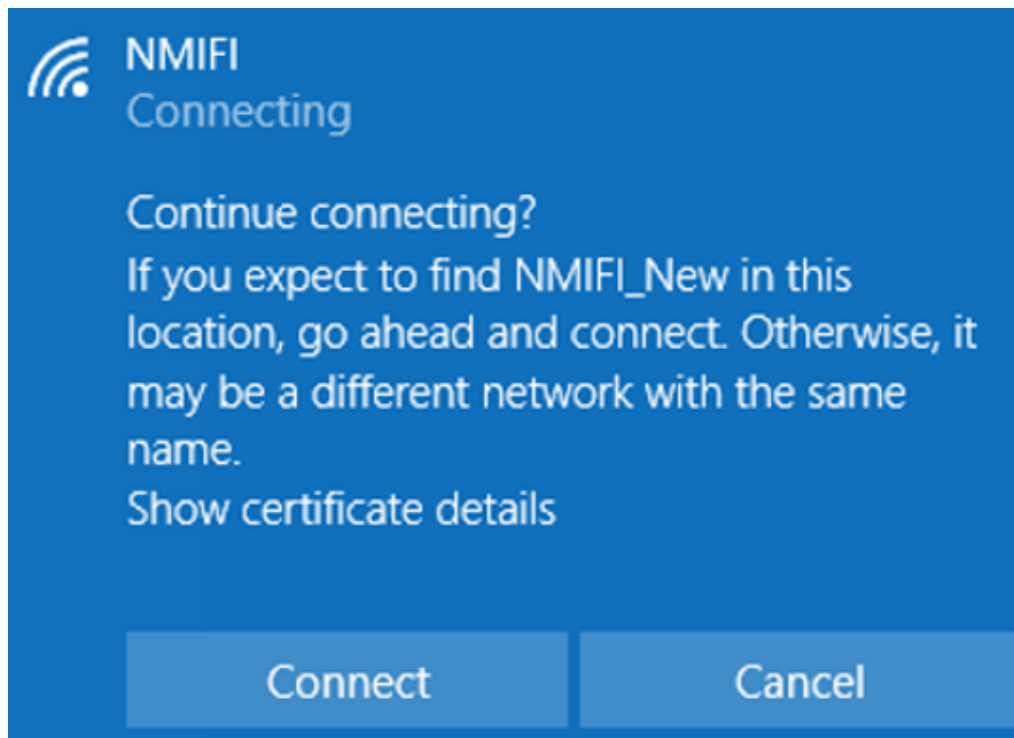 NMIFI
Connecting
Continue connecting?
If you expect to find NMIFI_New in this
location, go ahead and connect. Otherwise, it
may be a different network with the same
name.
Show certificate details
Connect
Cancel